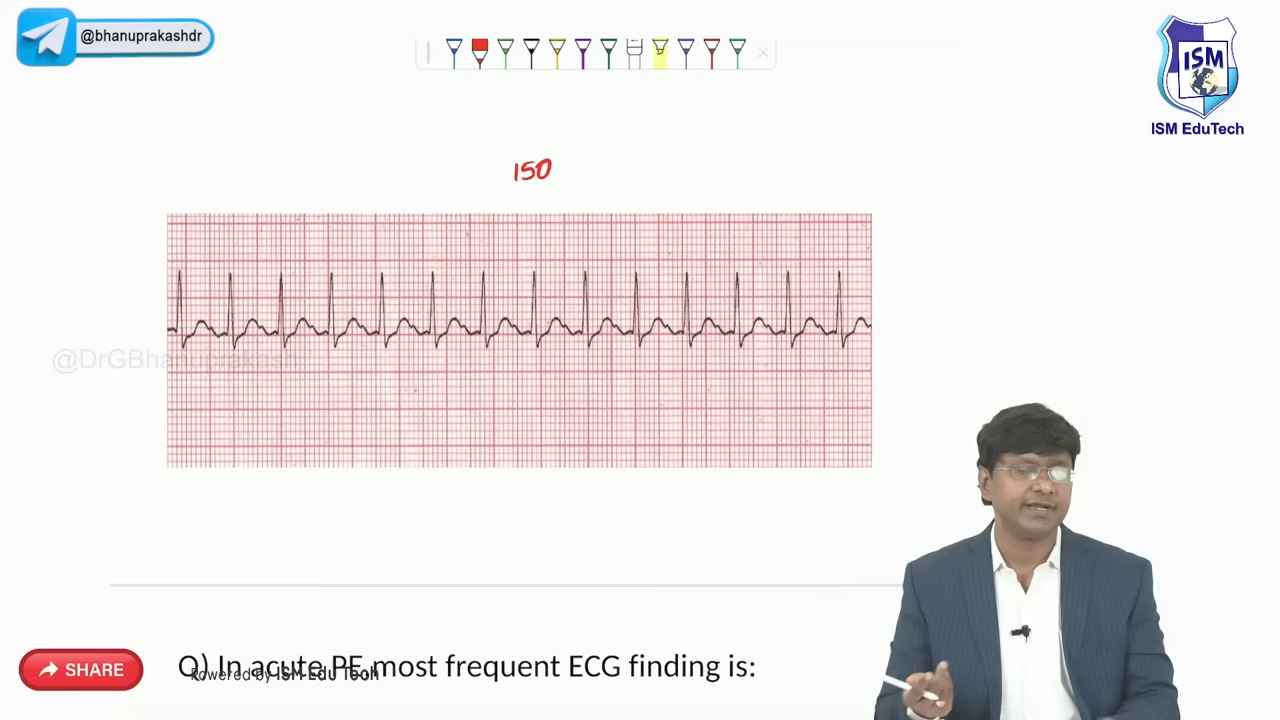 @bhanuprakashdr
ISM
ISM EduTech
150
@DrGBhanuprakash
SHARE
Q) In acute PE most frequent ECG finding is:
Powered by ISM Edu Tech